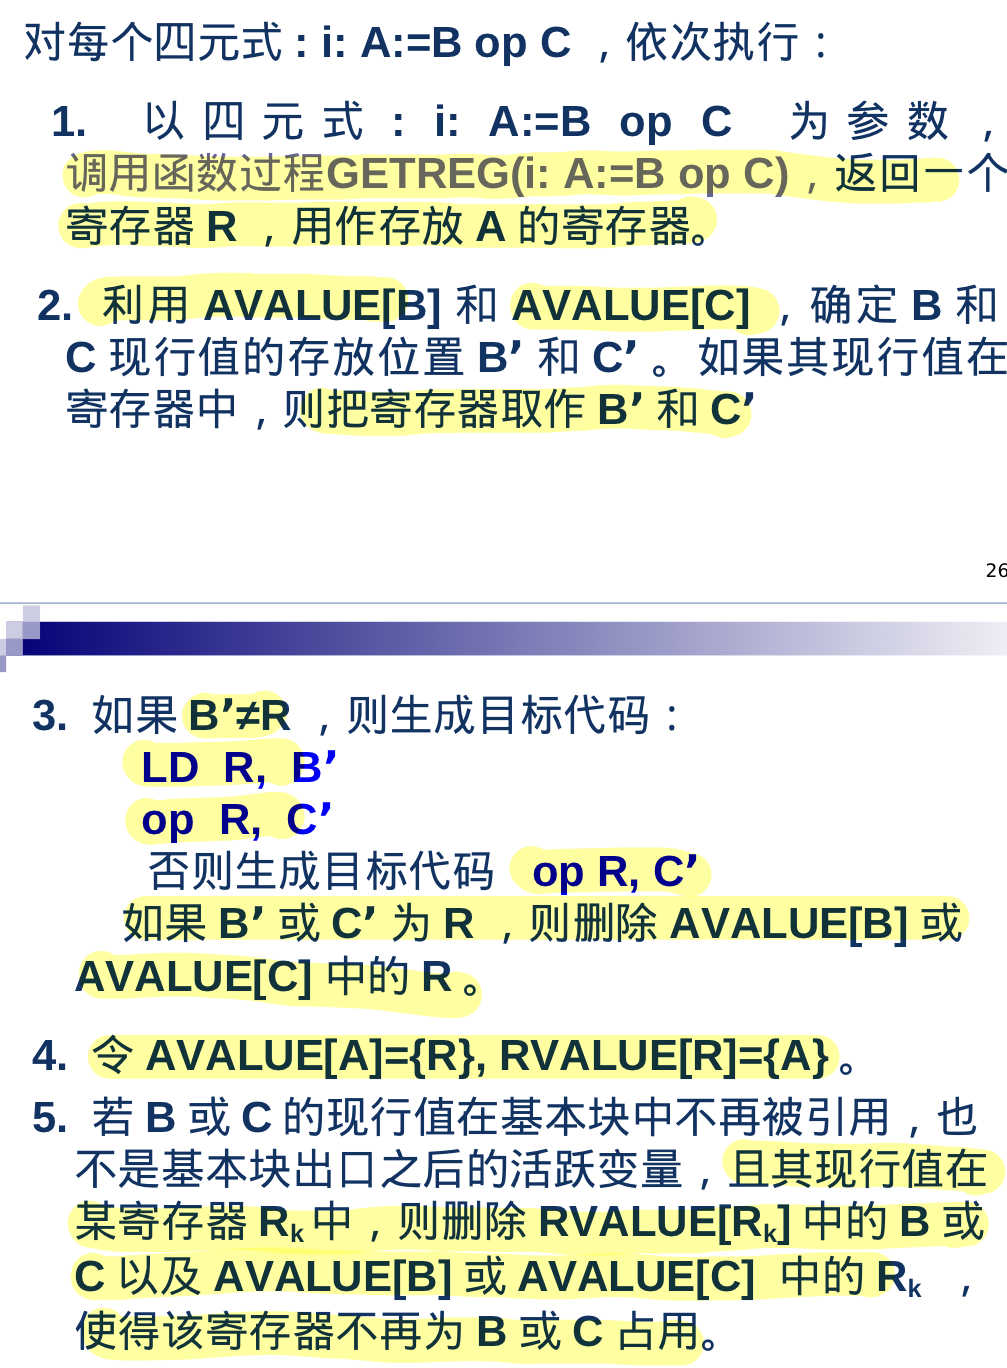 对每个四元式: i: A:=B op C ，依次执行：
1. 以四元式: i: A:=B op C 为参数，
调用函数过程GETREG(i: A:=B op C)，返回一个
寄存器 R ，用作存放 A 的寄存器。
2. 利用 AVALUE[B] 和 AVALUE[C] ，确定 B 和
C 现行值的存放位置 B′ 和 C′ 。如果其现行值在
寄存器中，则把寄存器取作 B′ 和 C′
26
3. 如果 B′≠R ，则生成目标代码：
LD R, B′
op R, C′
否则生成目标代码 op R, C′
如果 B′ 或 C′ 为 R ，则删除 AVALUE[B] 或
AVALUE[C] 中的 R 。
4. 令 AVALUE[A]={R}, RVALUE[R]={A} 。
5. 若 B 或 C 的现行值在基本块中不再被引用，也
不是基本块出口之后的活跃变量，且其现行值在
某寄存器 Rk 中，则删除 RVALUE[Rk] 中的 B 或
C 以及 AVALUE[B] 或 AVALUE[C] 中的 Rk ，
使得该寄存器不再为 B 或 C 占用。